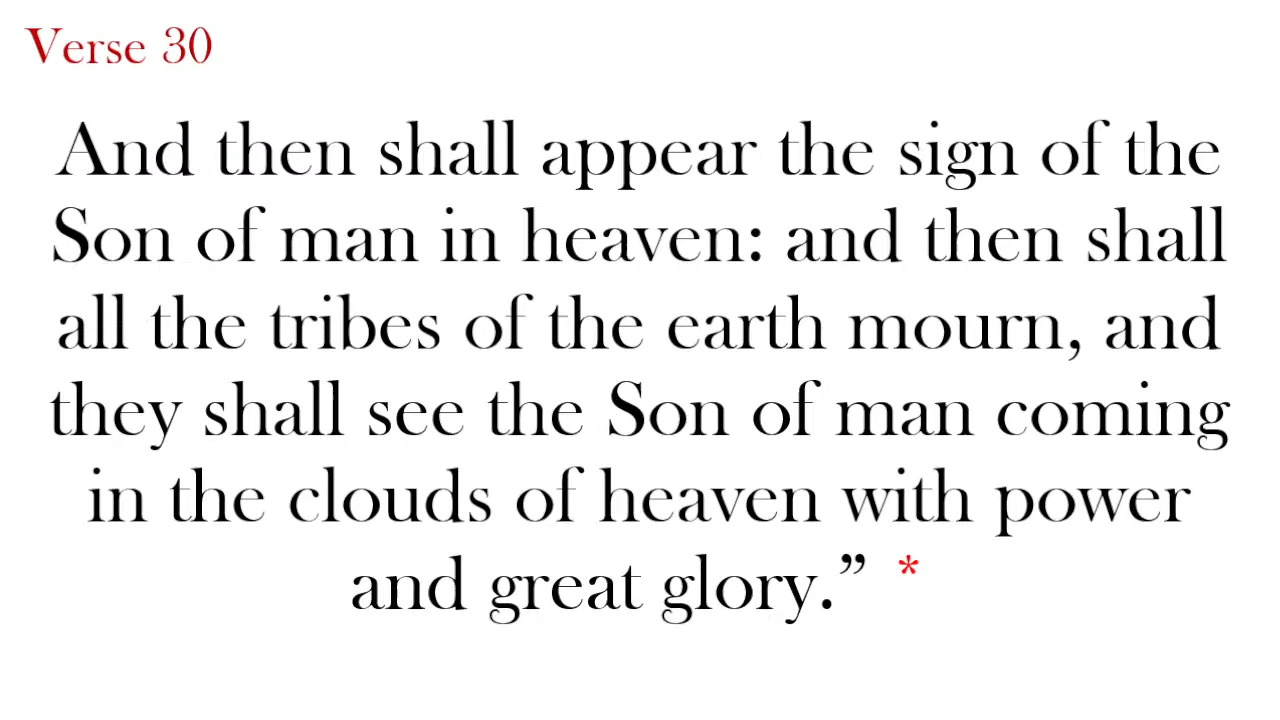 Verse 30
And then shall appear the sign of the
Son of man in heaven: and then shall
all the tribes of the earth mourn, and
they shall see the Son of man coming
in the clouds of heaven with power
and great glory.” *